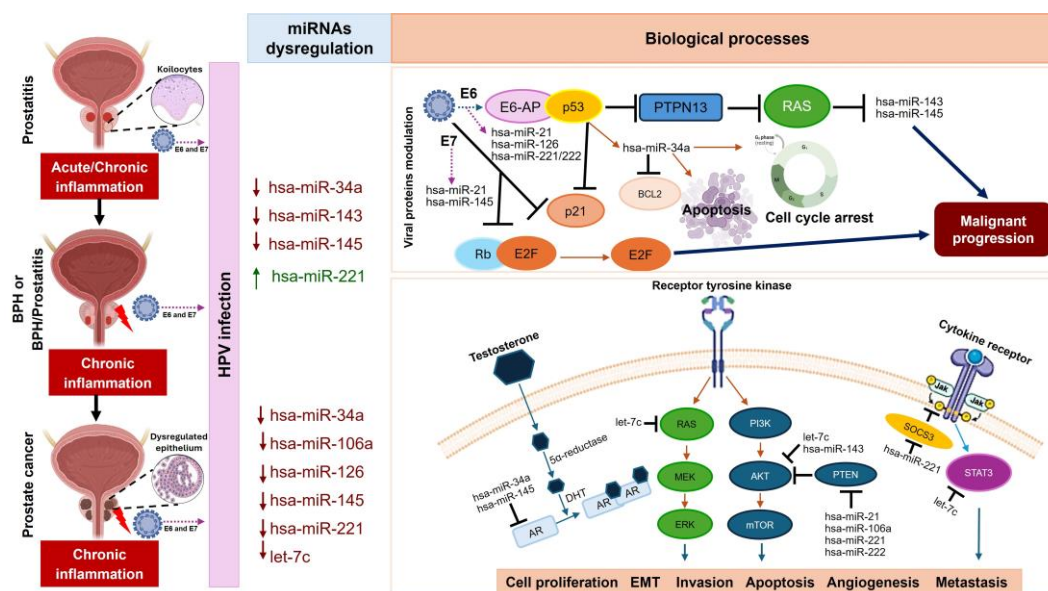 miRNAs
dysregulation
Biological processes
Prostatitis
Koilocytes
E6 and E7
Acute/Chronic
inflammation
BPH or
BPH/Prostatitis
E6 and E7
Chronic
inflammation
Prostate cancer
Dysregulated
epithelium
E6 and E7
Chronic
inflammation
HPV infection
hsa-miR-34a
hsa-miR-143
hsa-miR-145
hsa-miR-221
hsa-miR-34a
hsa-miR-106a
hsa-miR-126
hsa-miR-145
hsa-miR-221
let-7c
Viral proteins modulation
E6
E7
E6-AP
p53
PTPN13
RAS
hsa-miR-143
hsa-miR-145
hsa-miR-21
hsa-miR-126
hsa-miR-221/222
hsa-miR-21
hsa-miR-145
hsa-miR-34a
BCL2
p21
Apoptosis
G₀ phase
(resting)
G₁
S
G₂
M
Cell cycle arrest
Rb
E2F
E2F
Malignant
progression
Receptor tyrosine kinase
Testosterone
5α-reductase
DHT
hsa-miR-34a
hsa-miR-145
AR
AR
AR
let-7c
RAS
MEK
ERK
PI3K
AKT
mTOR
let-7c
hsa-miR-143
PTEN
hsa-miR-21
hsa-miR-106a
hsa-miR-221
hsa-miR-222
Cytokine receptor
Jak
Jak
P
P
P
P
SOCS3
hsa-miR-221
STAT3
let-7c
Cell proliferation EMT Invasion Apoptosis Angiogenesis Metastasis